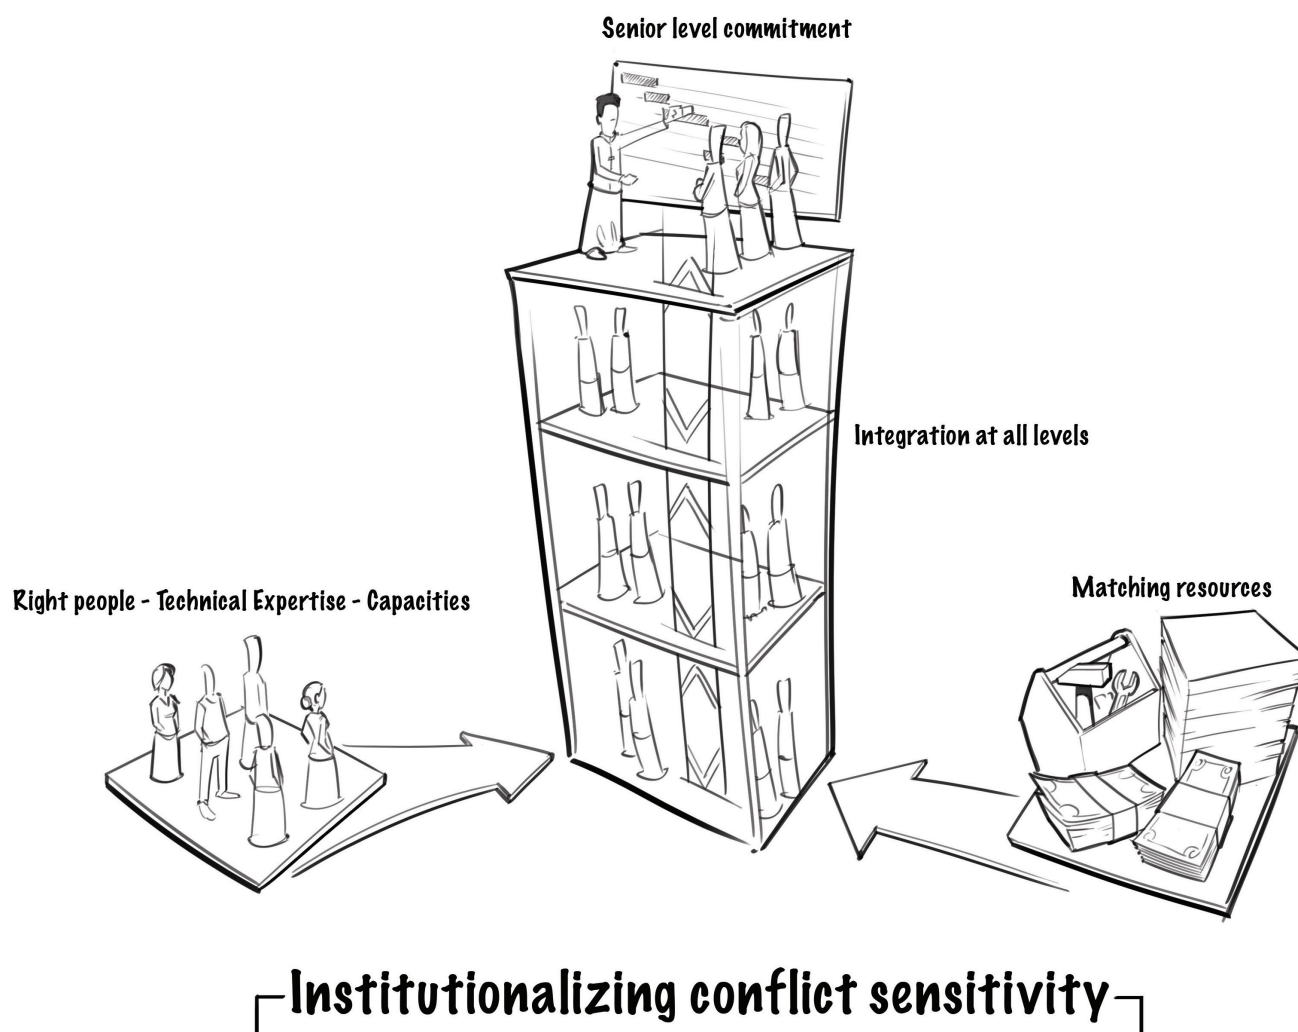 Senior level commitment
Integration at all levels
Right people - Technical Expertise - Capacities
Matching resources
Institutionalizing conflict sensitivity